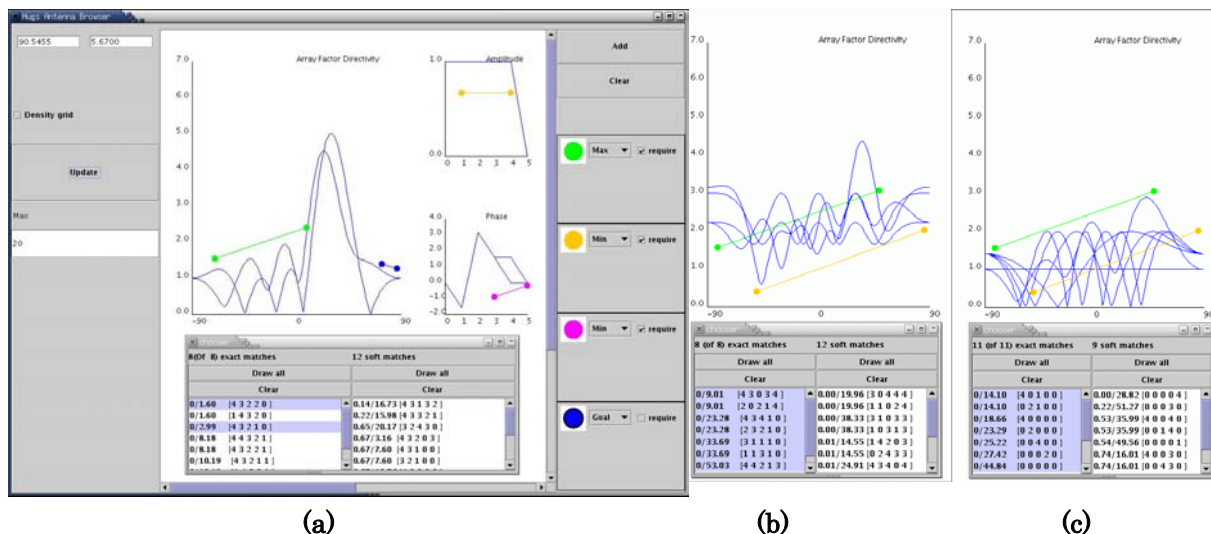 Hugs Antenna Browser
90.5455 5.6700
Density grid
Update
Max
20
Array Factor Directivity
7.0
6.0
5.0
4.0
3.0
2.0
1.0
0.0
-90 0 90
Amplitude
1.0
0.0
0 1 2 3 4 5
Phase
4.0
3.0
2.0
1.0
0.0
-1.0
-2.0
0 1 2 3 4 5
Add
Clear
Max require
Min require
Min require
Goal require
chooser
8(Of 8) exact matches 12 soft matches
Draw all Draw all
Clear Clear
0/1.60 [4 3 2 2 0 ] 0.14/16.73 [4 3 1 3 2 ]
0/1.60 [1 4 3 2 0 ] 0.22/15.98 [4 3 3 2 1 ]
0/2.99 [4 3 2 1 0 ] 0.65/20.17 [3 2 4 3 0 ]
0/8.18 [4 4 3 2 1 ] 0.67/3.16 [4 3 2 0 3 ]
0/8.18 [4 3 2 2 1 ] 0.67/7.60 [4 3 1 0 0 ]
0/10.19 [4 3 2 1 1 ] 0.67/7.60 [3 2 1 0 0 ]
(a)
Array Factor Directivity
7.0
6.0
5.0
4.0
3.0
2.0
1.0
0.0
-90 0 90
chooser
8 (of 8) exact matches 12 soft matches
Draw all Draw all
Clear Clear
0/9.01 [4 3 0 3 4 ] 0.00/19.96 [3 0 4 4 4 ]
0/9.01 [2 0 2 1 4 ] 0.00/19.96 [1 1 0 2 4 ]
0/23.28 [4 3 4 1 0 ] 0.00/38.33 [1 1 0 3 3 ]
0/23.28 [2 3 2 1 0 ] 0.00/38.33 [1 0 3 1 3 ]
0/33.69 [3 1 1 1 0 ] 0.01/14.55 [1 4 2 0 3 ]
0/33.69 [1 1 3 1 0 ] 0.01/14.55 [0 2 4 3 3 ]
0/53.03 [4 4 2 1 3 ] 0.01/24.91 [4 3 4 0 4 ]
(b)
Array Factor Directivity
7.0
6.0
5.0
4.0
3.0
2.0
1.0
0.0
-90 0 90
chooser
11 (of 11) exact matches 9 soft matches
Draw all Draw all
Clear Clear
0/14.10 [4 0 1 0 0 ] 0.00/28.82 [0 0 0 0 4 ]
0/14.10 [0 2 1 0 0 ] 0.22/51.27 [0 0 0 3 0 ]
0/18.66 [4 0 0 0 0 ] 0.53/35.99 [4 0 0 4 0 ]
0/23.29 [0 2 0 0 0 ] 0.53/35.99 [0 0 1 4 0 ]
0/25.22 [0 0 4 0 0 ] 0.54/49.56 [0 0 0 0 1 ]
0/27.42 [0 0 0 2 0 ] 0.74/16.01 [4 0 0 3 0 ]
0/44.84 [0 0 0 0 0 ] 0.74/16.01 [0 0 4 3 0 ]
(c)